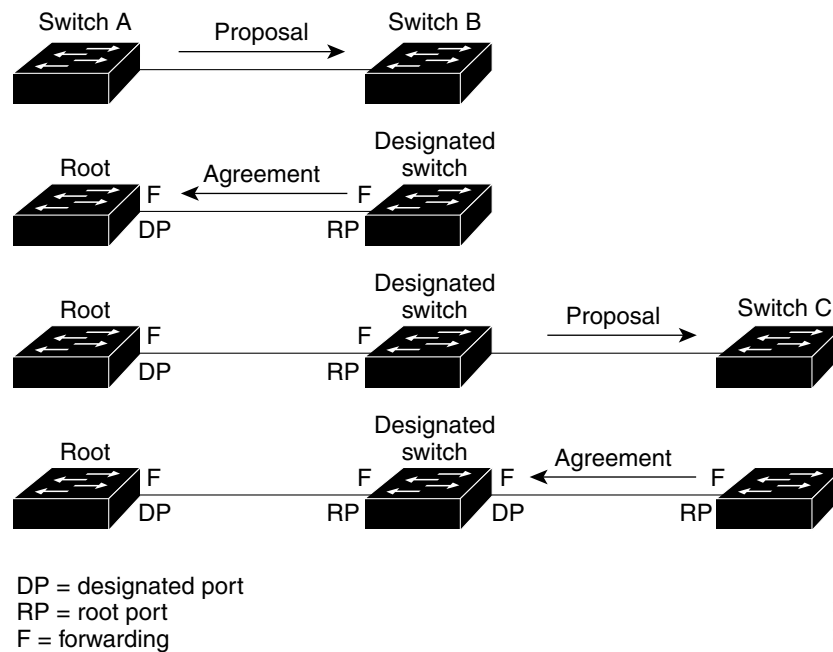 Switch A
Proposal
Switch B
Root
F
Agreement
F
Designated
switch
DP
RP
Root
F
F
Designated
switch
Proposal
Switch C
DP
RP
Root
F
F
Designated
switch
F
Agreement
F
DP
RP
DP
RP
DP = designated port
RP = root port
F = forwarding